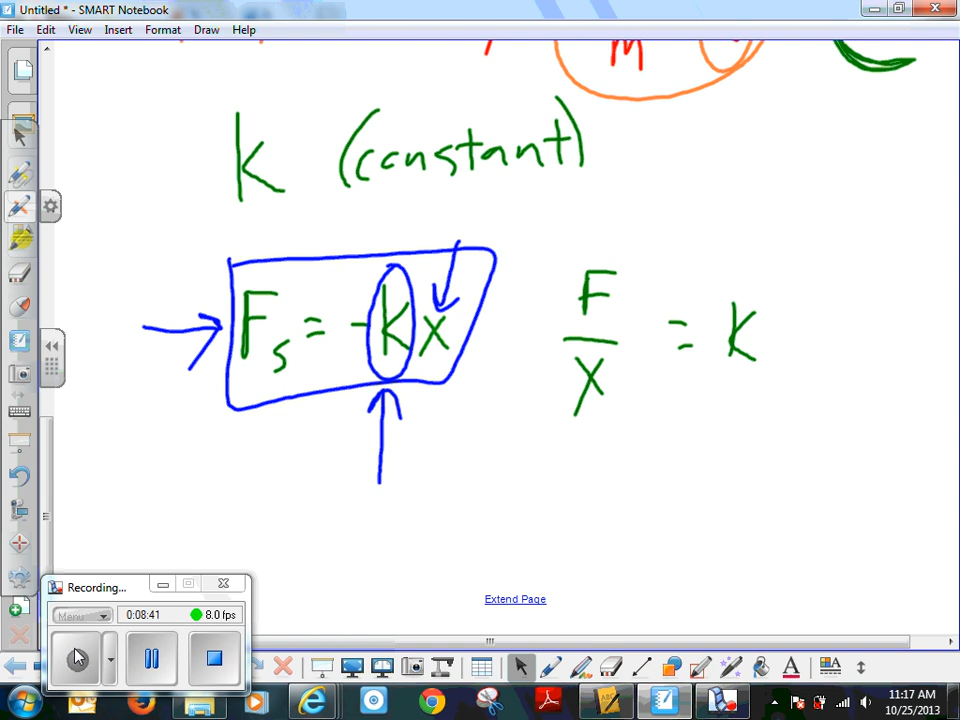 Untitled * - SMART Notebook
File Edit View Insert Format Draw Help
m
k (constant)
Fs = -kx
F
X
= k
Recording...
Menu 0:08:41 8.0 fps
Extend Page
11:17 AM
10/25/2013